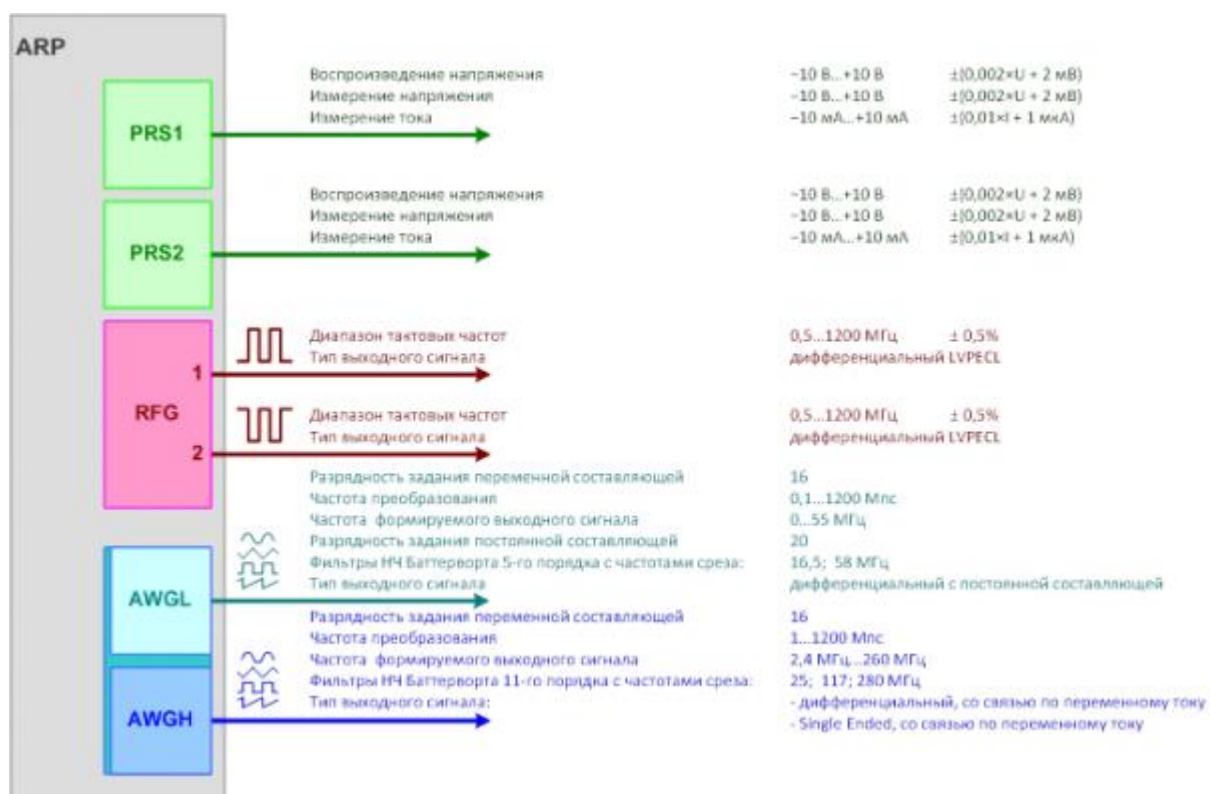 ARP
Воспроизведение напряжения −10 В...+10 В ±(0,002×U + 2 мВ)
Измерение напряжения −10 В...+10 В ±(0,002×U + 2 мВ)
Измерение тока −10 мА...+10 мА ±(0,01×I + 1 мкА)
PRS1
Воспроизведение напряжения −10 В...+10 В ±(0,002×U + 2 мВ)
Измерение напряжения −10 В...+10 В ±(0,002×U + 2 мВ)
Измерение тока −10 мА...+10 мА ±(0,01×I + 1 мкА)
PRS2
Диапазон тактовых частот 0,5...1200 МГц ± 0,5%
Тип выходного сигнала дифференциальный LVPECL
1
RFG
Диапазон тактовых частот 0,5...1200 МГц ± 0,5%
Тип выходного сигнала дифференциальный LVPECL
2
Разрядность задания переменной составляющей 16
Частота преобразования 0,1...1200 Мпс
Частота формируемого выходного сигнала 0...55 МГц
Разрядность задания постоянной составляющей 20
Фильтры НЧ Баттерворта 5-го порядка с частотами среза: 16,5; 58 МГц
Тип выходного сигнала дифференциальный с постоянной составляющей
AWGL
Разрядность задания переменной составляющей 16
Частота преобразования 1...1200 Мпс
Частота формируемого выходного сигнала 2,4 МГц...260 МГц
Фильтры НЧ Баттерворта 11-го порядка с частотами среза: 25; 117; 280 МГц
Тип выходного сигнала: - дифференциальный, со связью по переменному току
AWGH
- Single Ended, со связью по переменному току